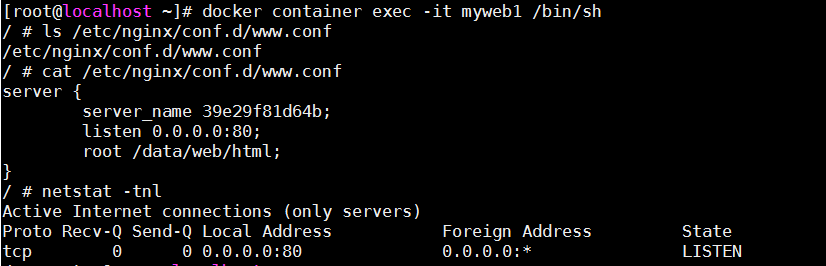 [root@localhost ~]# docker container exec -it myweb1 /bin/sh
/ # ls /etc/nginx/conf.d/www.conf
/etc/nginx/conf.d/www.conf
/ # cat /etc/nginx/conf.d/www.conf
server {
        server_name 39e29f81d64b;
        listen 0.0.0.0:80;
        root /data/web/html;
}
/ # netstat -tnl
Active Internet connections (only servers)
Proto Recv-Q Send-Q Local Address           Foreign Address         State
tcp        0      0 0.0.0.0:80              0.0.0.0:*               LISTEN